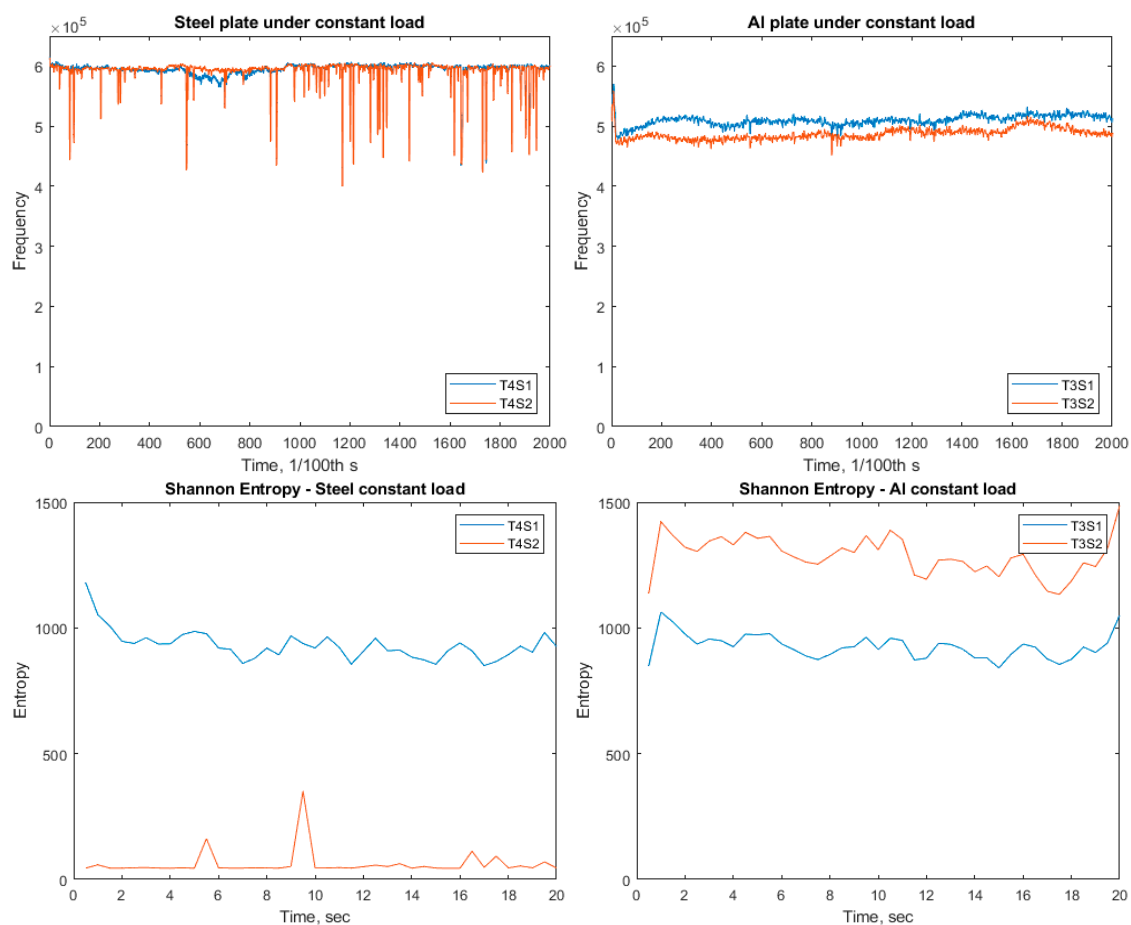 Steel plate under constant load
×10^5
6
5
4
3
2
1
0
Frequency
T4S1
T4S2
0 200 400 600 800 1000 1200 1400 1600 1800 2000
Time, 1/100th s
Al plate under constant load
×10^5
6
5
4
3
2
1
0
Frequency
T3S1
T3S2
0 200 400 600 800 1000 1200 1400 1600 1800 2000
Time, 1/100th s
Shannon Entropy - Steel constant load
1500
1000
500
0
Entropy
T4S1
T4S2
0 2 4 6 8 10 12 14 16 18 20
Time, sec
Shannon Entropy - Al constant load
1500
1000
500
0
Entropy
T3S1
T3S2
0 2 4 6 8 10 12 14 16 18 20
Time, sec